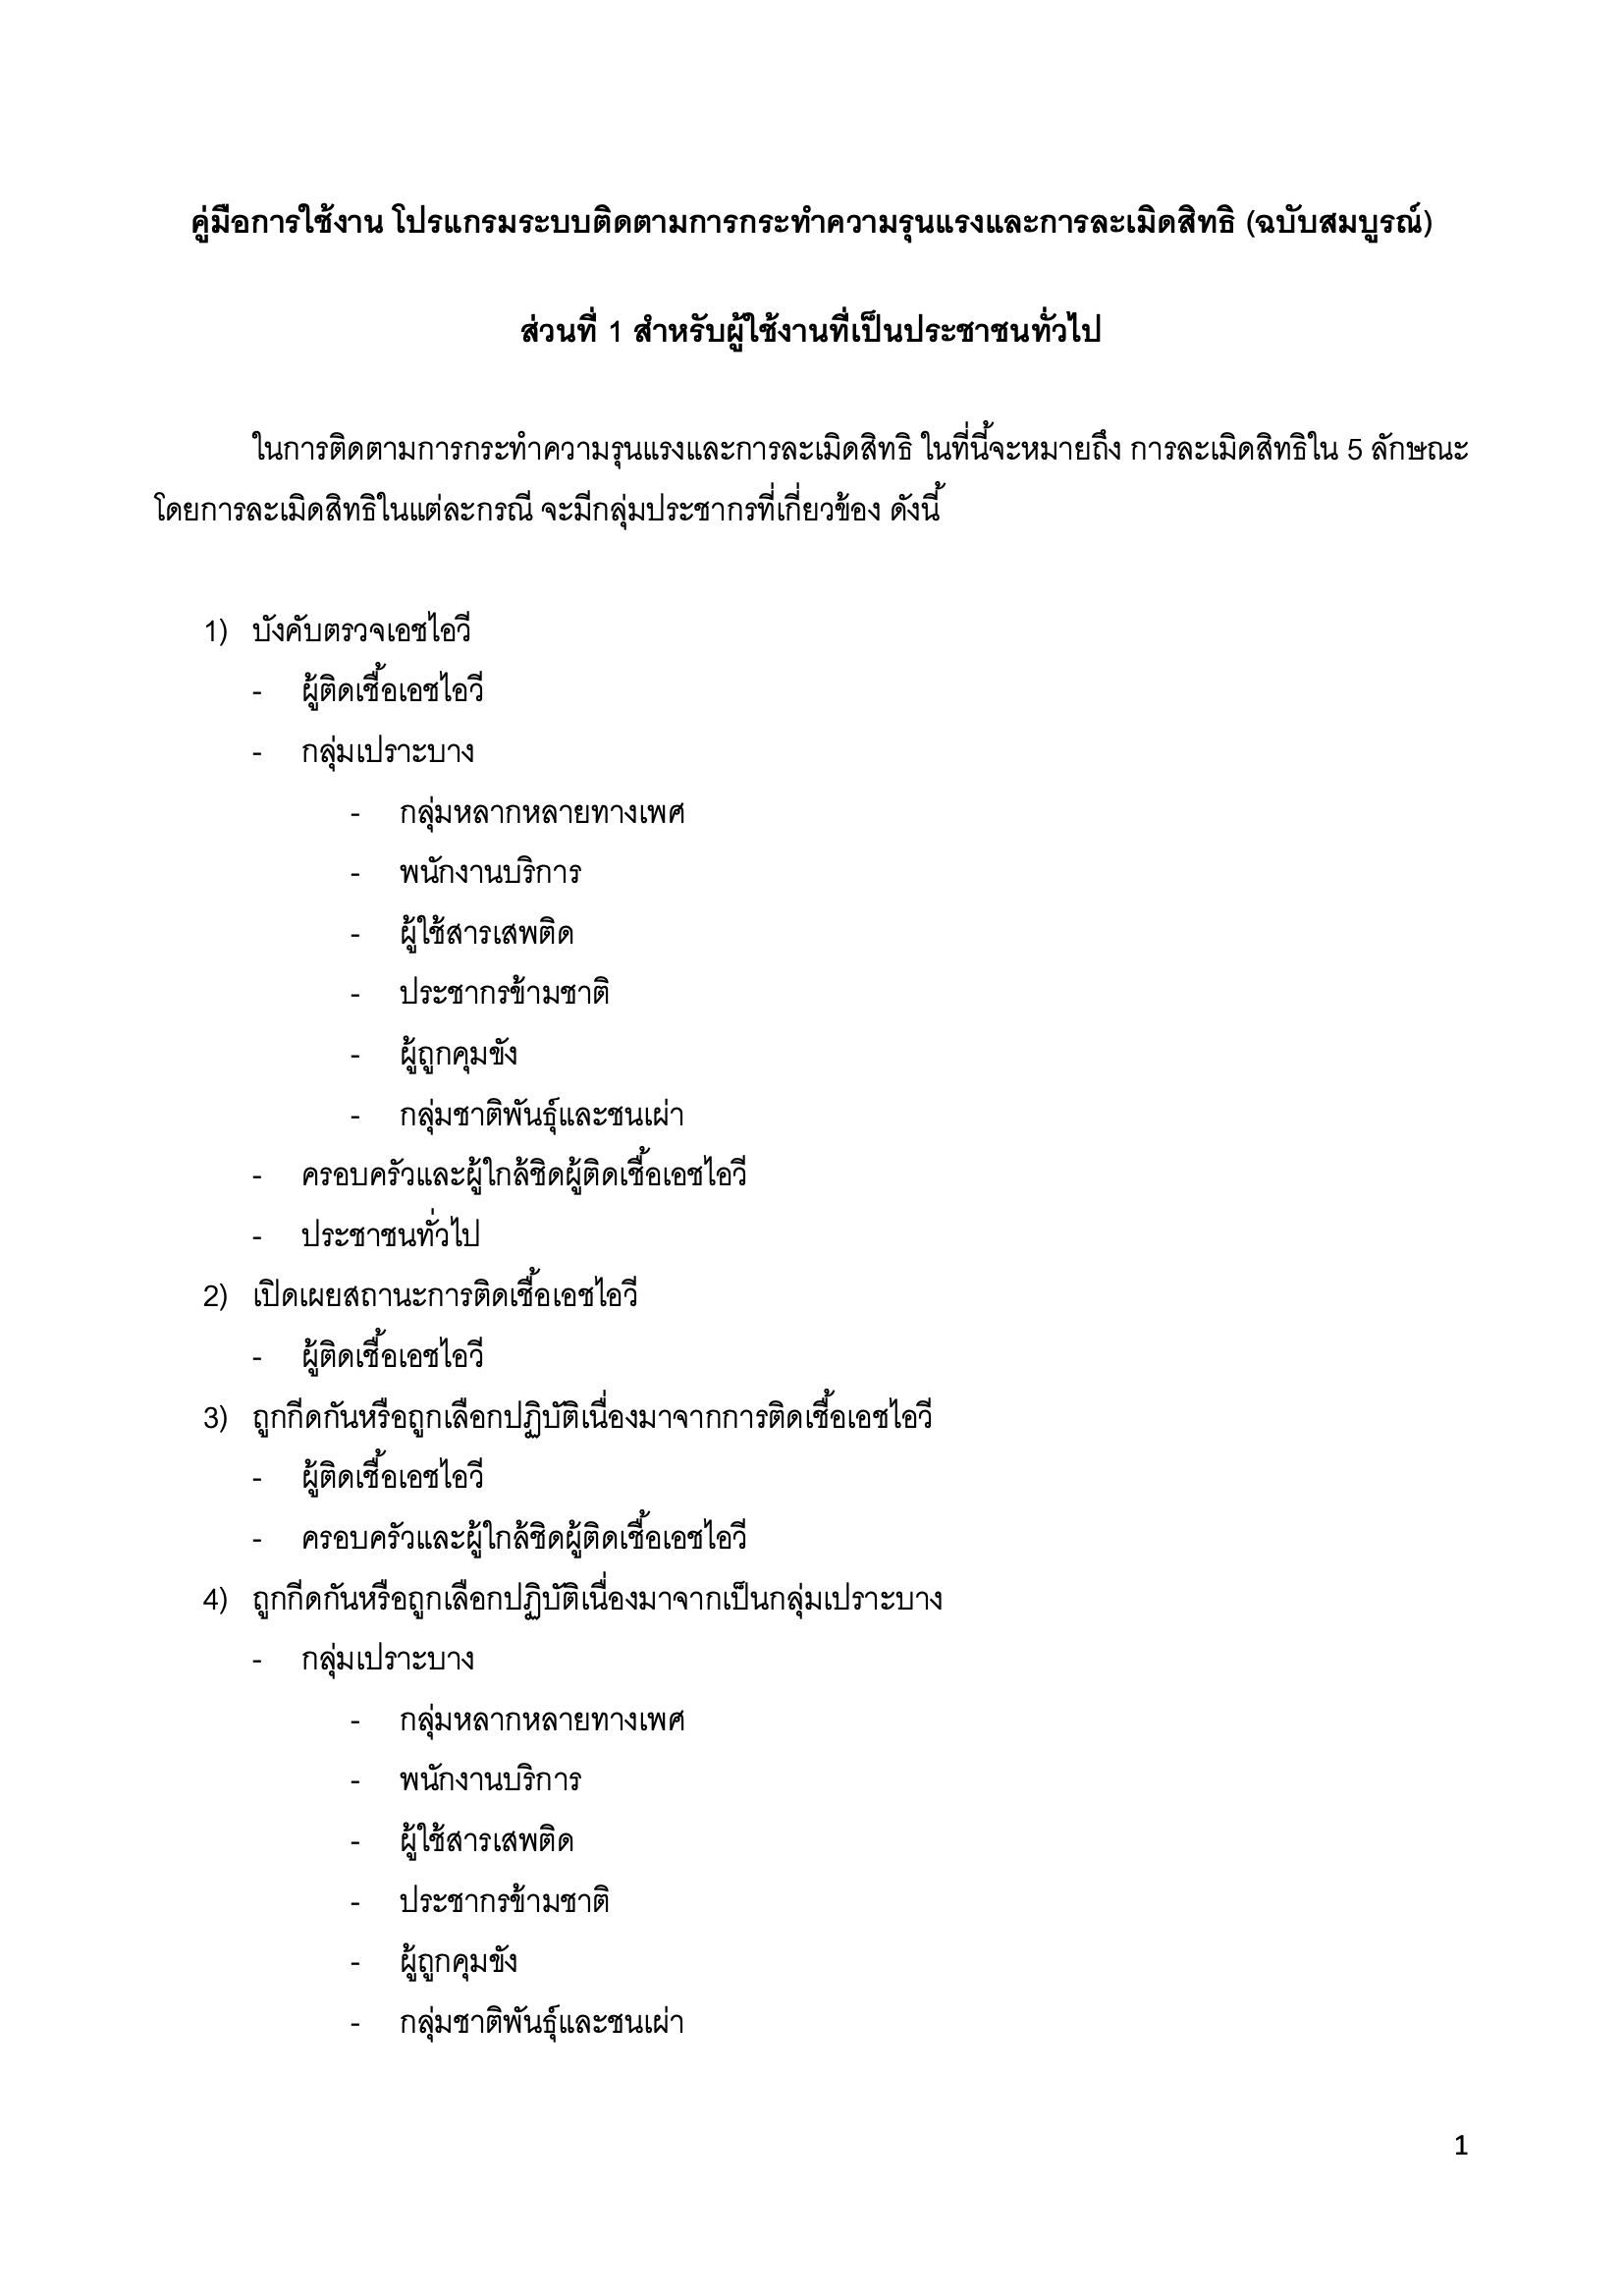 คู่มือการใช้งาน โปรแกรมระบบติดตามการกระทำความรุนแรงและการละเมิดสิทธิ (ฉบับสมบูรณ์)
ส่วนที่ 1 สำหรับผู้ใช้งานที่เป็นประชาชนทั่วไป
ในการติดตามการกระทำความรุนแรงและการละเมิดสิทธิ ในที่นี้จะหมายถึง การละเมิดสิทธิใน 5 ลักษณะ
โดยการละเมิดสิทธิในแต่ละกรณี จะมีกลุ่มประชากรที่เกี่ยวข้อง ดังนี้
1) บังคับตรวจเอชไอวี
- ผู้ติดเชื้อเอชไอวี
- กลุ่มเปราะบาง
- กลุ่มหลากหลายทางเพศ
- พนักงานบริการ
- ผู้ใช้สารเสพติด
- ประชากรข้ามชาติ
- ผู้ถูกคุมขัง
- กลุ่มชาติพันธุ์และชนเผ่า
- ครอบครัวและผู้ใกล้ชิดผู้ติดเชื้อเอชไอวี
- ประชาชนทั่วไป
2) เปิดเผยสถานะการติดเชื้อเอชไอวี
- ผู้ติดเชื้อเอชไอวี
3) ถูกกีดกันหรือถูกเลือกปฏิบัติเนื่องมาจากการติดเชื้อเอชไอวี
- ผู้ติดเชื้อเอชไอวี
- ครอบครัวและผู้ใกล้ชิดผู้ติดเชื้อเอชไอวี
4) ถูกกีดกันหรือถูกเลือกปฏิบัติเนื่องมาจากเป็นกลุ่มเปราะบาง
- กลุ่มเปราะบาง
- กลุ่มหลากหลายทางเพศ
- พนักงานบริการ
- ผู้ใช้สารเสพติด
- ประชากรข้ามชาติ
- ผู้ถูกคุมขัง
- กลุ่มชาติพันธุ์และชนเผ่า
1